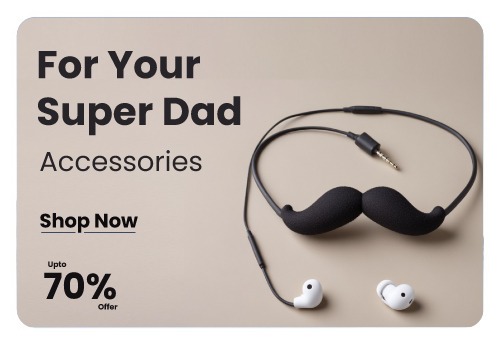 For Your
Super Dad
Accessories
Shop Now
Upto
70%
Offer